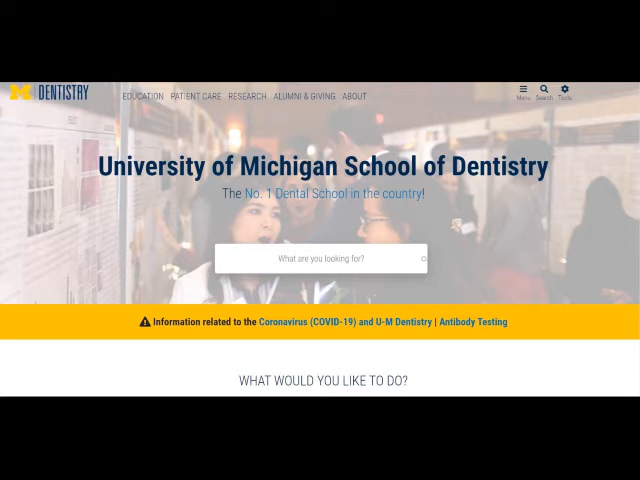 M | DENTISTRY
EDUCATION PATIENT CARE RESEARCH ALUMNI & GIVING ABOUT
Menu Search Tools
University of Michigan School of Dentistry
The No. 1 Dental School in the country!
What are you looking for?
Information related to the Coronavirus (COVID-19) and U-M Dentistry | Antibody Testing
WHAT WOULD YOU LIKE TO DO?